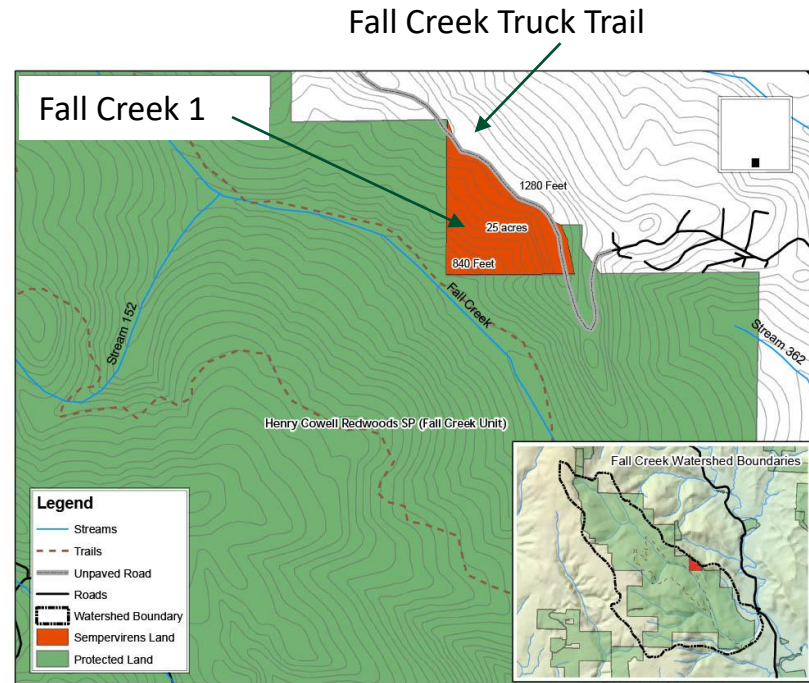 Fall Creek Truck Trail
Fall Creek 1
1280 Feet
25 acres
840 Feet
Fall Creek
Stream 152
Stream 362
Henry Cowell Redwoods SP (Fall Creek Unit)
Fall Creek Watershed Boundaries
Legend
Streams
Trails
Unpaved Road
Roads
Watershed Boundary
Sempervirens Land
Protected Land